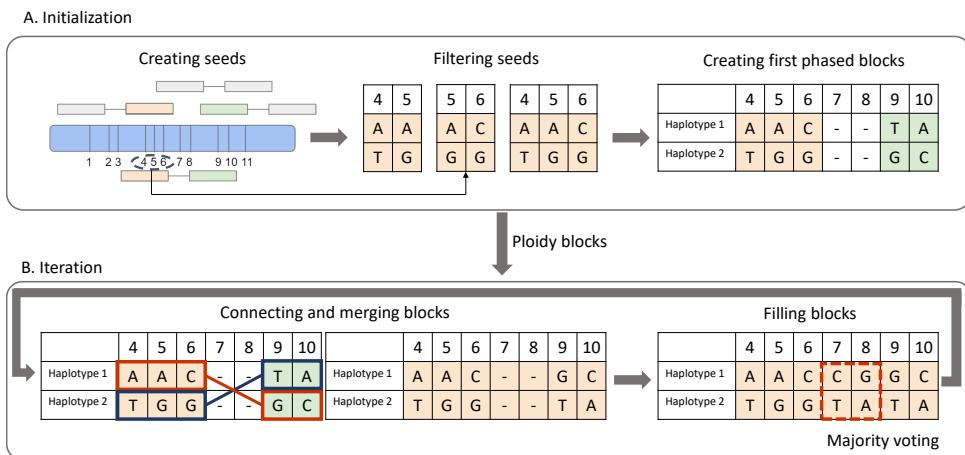 A. Initialization
Creating seeds
Filtering seeds
Creating first phased blocks
1 2 3 4 5 6 7 8 9 10 11
4 5
A A
T G
5 6
A C
G G
4 5 6
A A C
T G G
4 5 6 7 8 9 10
Haplotype 1 A A C - - T A
Haplotype 2 T G G - - G C
Ploidy blocks
B. Iteration
Connecting and merging blocks
Filling blocks
4 5 6 7 8 9 10
Haplotype 1 A A C - - T A
Haplotype 2 T G G - - G C
4 5 6 7 8 9 10
Haplotype 1 A A C - - G C
Haplotype 2 T G G - - T A
4 5 6 7 8 9 10
Haplotype 1 A A C C G G C
Haplotype 2 T G G T A T A
Majority voting